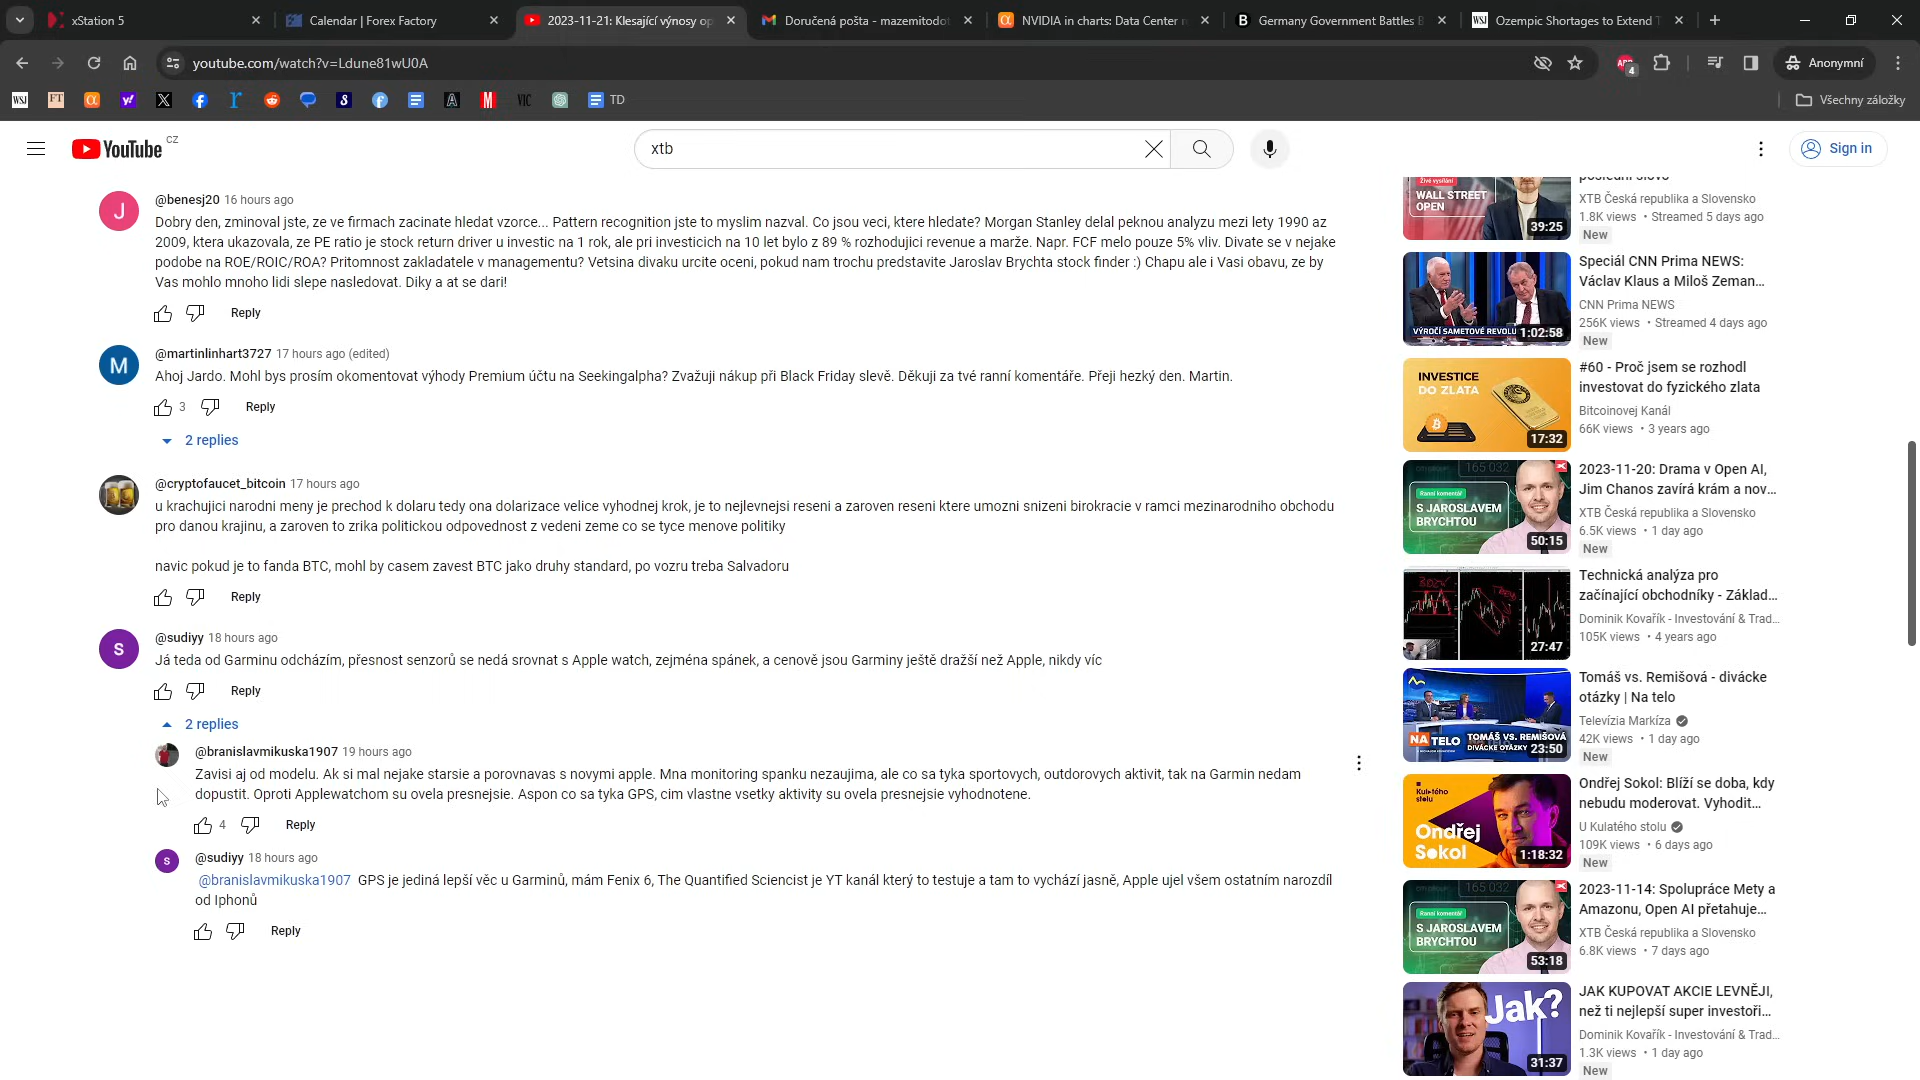 xStation 5
Calendar | Forex Factory
2023-11-21: Klesající výnosy op
Doručená pošta - mazemitodot
NVIDIA in charts: Data Center r
Germany Government Battles B
Ozempic Shortages to Extend T
youtube.com/watch?v=Ldune81wU0A
4
Anonymní
WSJ
FT
TD
Všechny záložky
YouTube CZ
xtb
Sign in
@benesj20 16 hours ago
Dobry den, zminoval jste, ze ve firmach zacinate hledat vzorce... Pattern recognition jste to myslim nazval. Co jsou veci, ktere hledate? Morgan Stanley delal peknou analyzu mezi lety 1990 az
2009, ktera ukazovala, ze PE ratio je stock return driver u investic na 1 rok, ale pri investicich na 10 let bylo z 89 % rozhodujici revenue a marže. Napr. FCF melo pouze 5% vliv. Divate se v nejake
podobe na ROE/ROIC/ROA? Pritomnost zakladatele v managementu? Vetsina divaku urcite oceni, pokud nam trochu predstavite Jaroslav Brychta stock finder :) Chapu ale i Vasi obavu, ze by
Vas mohlo mnoho lidi slepe nasledovat. Diky a at se dari!
Reply
@martinlinhart3727 17 hours ago (edited)
M
Ahoj Jardo. Mohl bys prosím okomentovat výhody Premium účtu na Seekingalpha? Zvažuji nákup při Black Friday slevě. Děkuji za tvé ranní komentáře. Přeji hezký den. Martin.
3 Reply
2 replies
@cryptofaucet_bitcoin 17 hours ago
u krachujici narodni meny je prechod k dolaru tedy ona dolarizace velice vyhodnej krok, je to nejlevnejsi reseni a zaroven reseni ktere umozni snizeni birokracie v ramci mezinarodniho obchodu
pro danou krajinu, a zaroven to zrika politickou odpovednost z vedeni zeme co se tyce menove politiky
navic pokud je to fanda BTC, mohl by casem zavest BTC jako druhy standard, po vozru treba Salvadoru
Reply
@sudiyy 18 hours ago
S
Já teda od Garminu odcházím, přesnost senzorů se nedá srovnat s Apple watch, zejména spánek, a cenově jsou Garminy ještě dražší než Apple, nikdy víc
Reply
2 replies
@branislavmikuska1907 19 hours ago
Zavisi aj od modelu. Ak si mal nejake starsie a porovnavas s novymi apple. Mna monitoring spanku nezaujima, ale co sa tyka sportovych, outdorovych aktivit, tak na Garmin nedam
dopustit. Oproti Applewatchom su ovela presnejsie. Aspon co sa tyka GPS, cim vlastne vsetky aktivity su ovela presnejsie vyhodnotene.
4 Reply
@sudiyy 18 hours ago
S
@branislavmikuska1907 GPS je jediná lepší věc u Garminů, mám Fenix 6, The Quantified Sciencist je YT kanál který to testuje a tam to vychází jasně, Apple ujel všem ostatním narozdíl
od Iphonů
Reply
WALL STREET
OPEN
39:25
XTB Česká republika a Slovensko
1.8K views • Streamed 5 days ago
New
VÝROČÍ SAMETOVÉ REVOLU
1:02:58
Speciál CNN Prima NEWS:
Václav Klaus a Miloš Zeman...
CNN Prima NEWS
256K views • Streamed 4 days ago
New
INVESTICE
DO ZLATA
17:32
#60 - Proč jsem se rozhodl
investovat do fyzického zlata
Bitcoinovej Kanál
66K views • 3 years ago
165 032
Ranní komentář
S JAROSLAVEM
BRYCHTOU
50:15
2023-11-20: Drama v Open AI,
Jim Chanos zavírá krám a nov...
XTB Česká republika a Slovensko
6.5K views • 1 day ago
New
27:47
Technická analýza pro
začínající obchodníky - Základ...
Dominik Kovařík - Investování & Trad...
105K views • 4 years ago
NA TELO
TOMÁŠ VS. REMIŠOVÁ
DIVÁCKE OTÁZKY
23:50
Tomáš vs. Remišová - divácke
otázky | Na telo
Televízia Markíza
42K views • 1 day ago
New
Kulatého
stolu
Ondřej
Sokol
1:18:32
Ondřej Sokol: Blíží se doba, kdy
nebudu moderovat. Vyhodit...
U Kulatého stolu
109K views • 6 days ago
New
165 032
Ranní komentář
S JAROSLAVEM
BRYCHTOU
53:18
2023-11-14: Spolupráce Mety a
Amazonu, Open AI přetahuje...
XTB Česká republika a Slovensko
6.8K views • 7 days ago
Jak?
31:37
JAK KUPOVAT AKCIE LEVNĚJI,
než ti nejlepší super investoři...
Dominik Kovařík - Investování & Trad...
1.3K views • 1 day ago
New